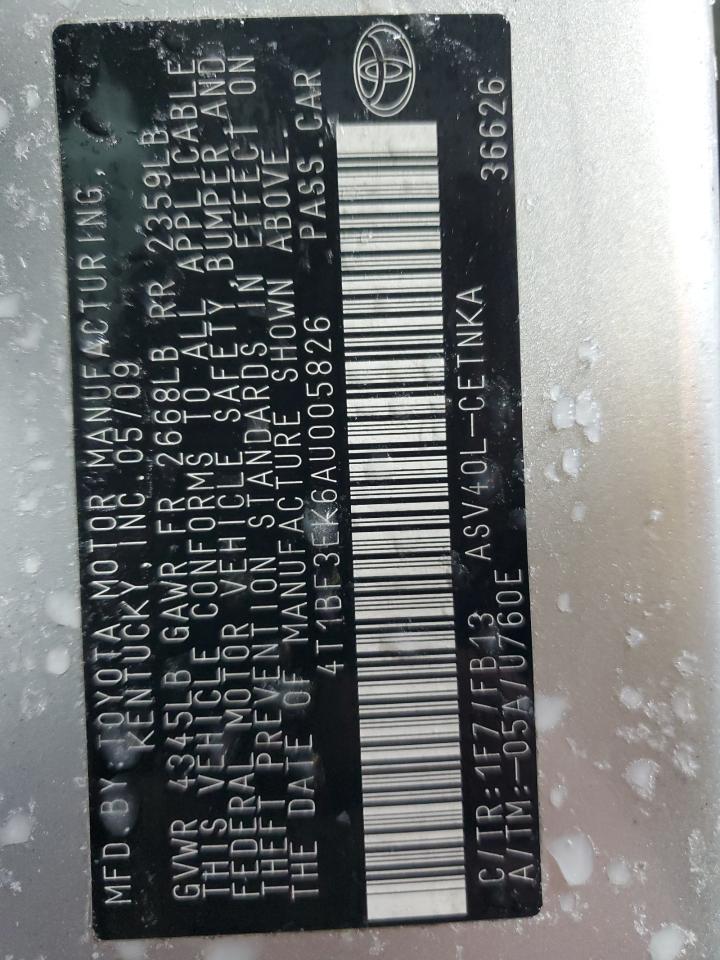 MFD BY TOYOTA MOTOR MANUFACTURING,
KENTUCKY, INC. 05/09
GVWR 4345LB GAWR FR 2668LB RR 2359LB
THIS VEHICLE CONFORMS TO ALL APPLICABLE
FEDERAL MOTOR VEHICLE SAFETY, BUMPER AND
THEFT PREVENTION STANDARDS IN EFFECT ON
THE DATE OF MANUFACTURE SHOWN ABOVE.
4T1BE3EK6AU005826 PASS.CAR
C/TR:1F7/FB13 ASV40L-CETNKA 36626
A/TM:-05A/U760E